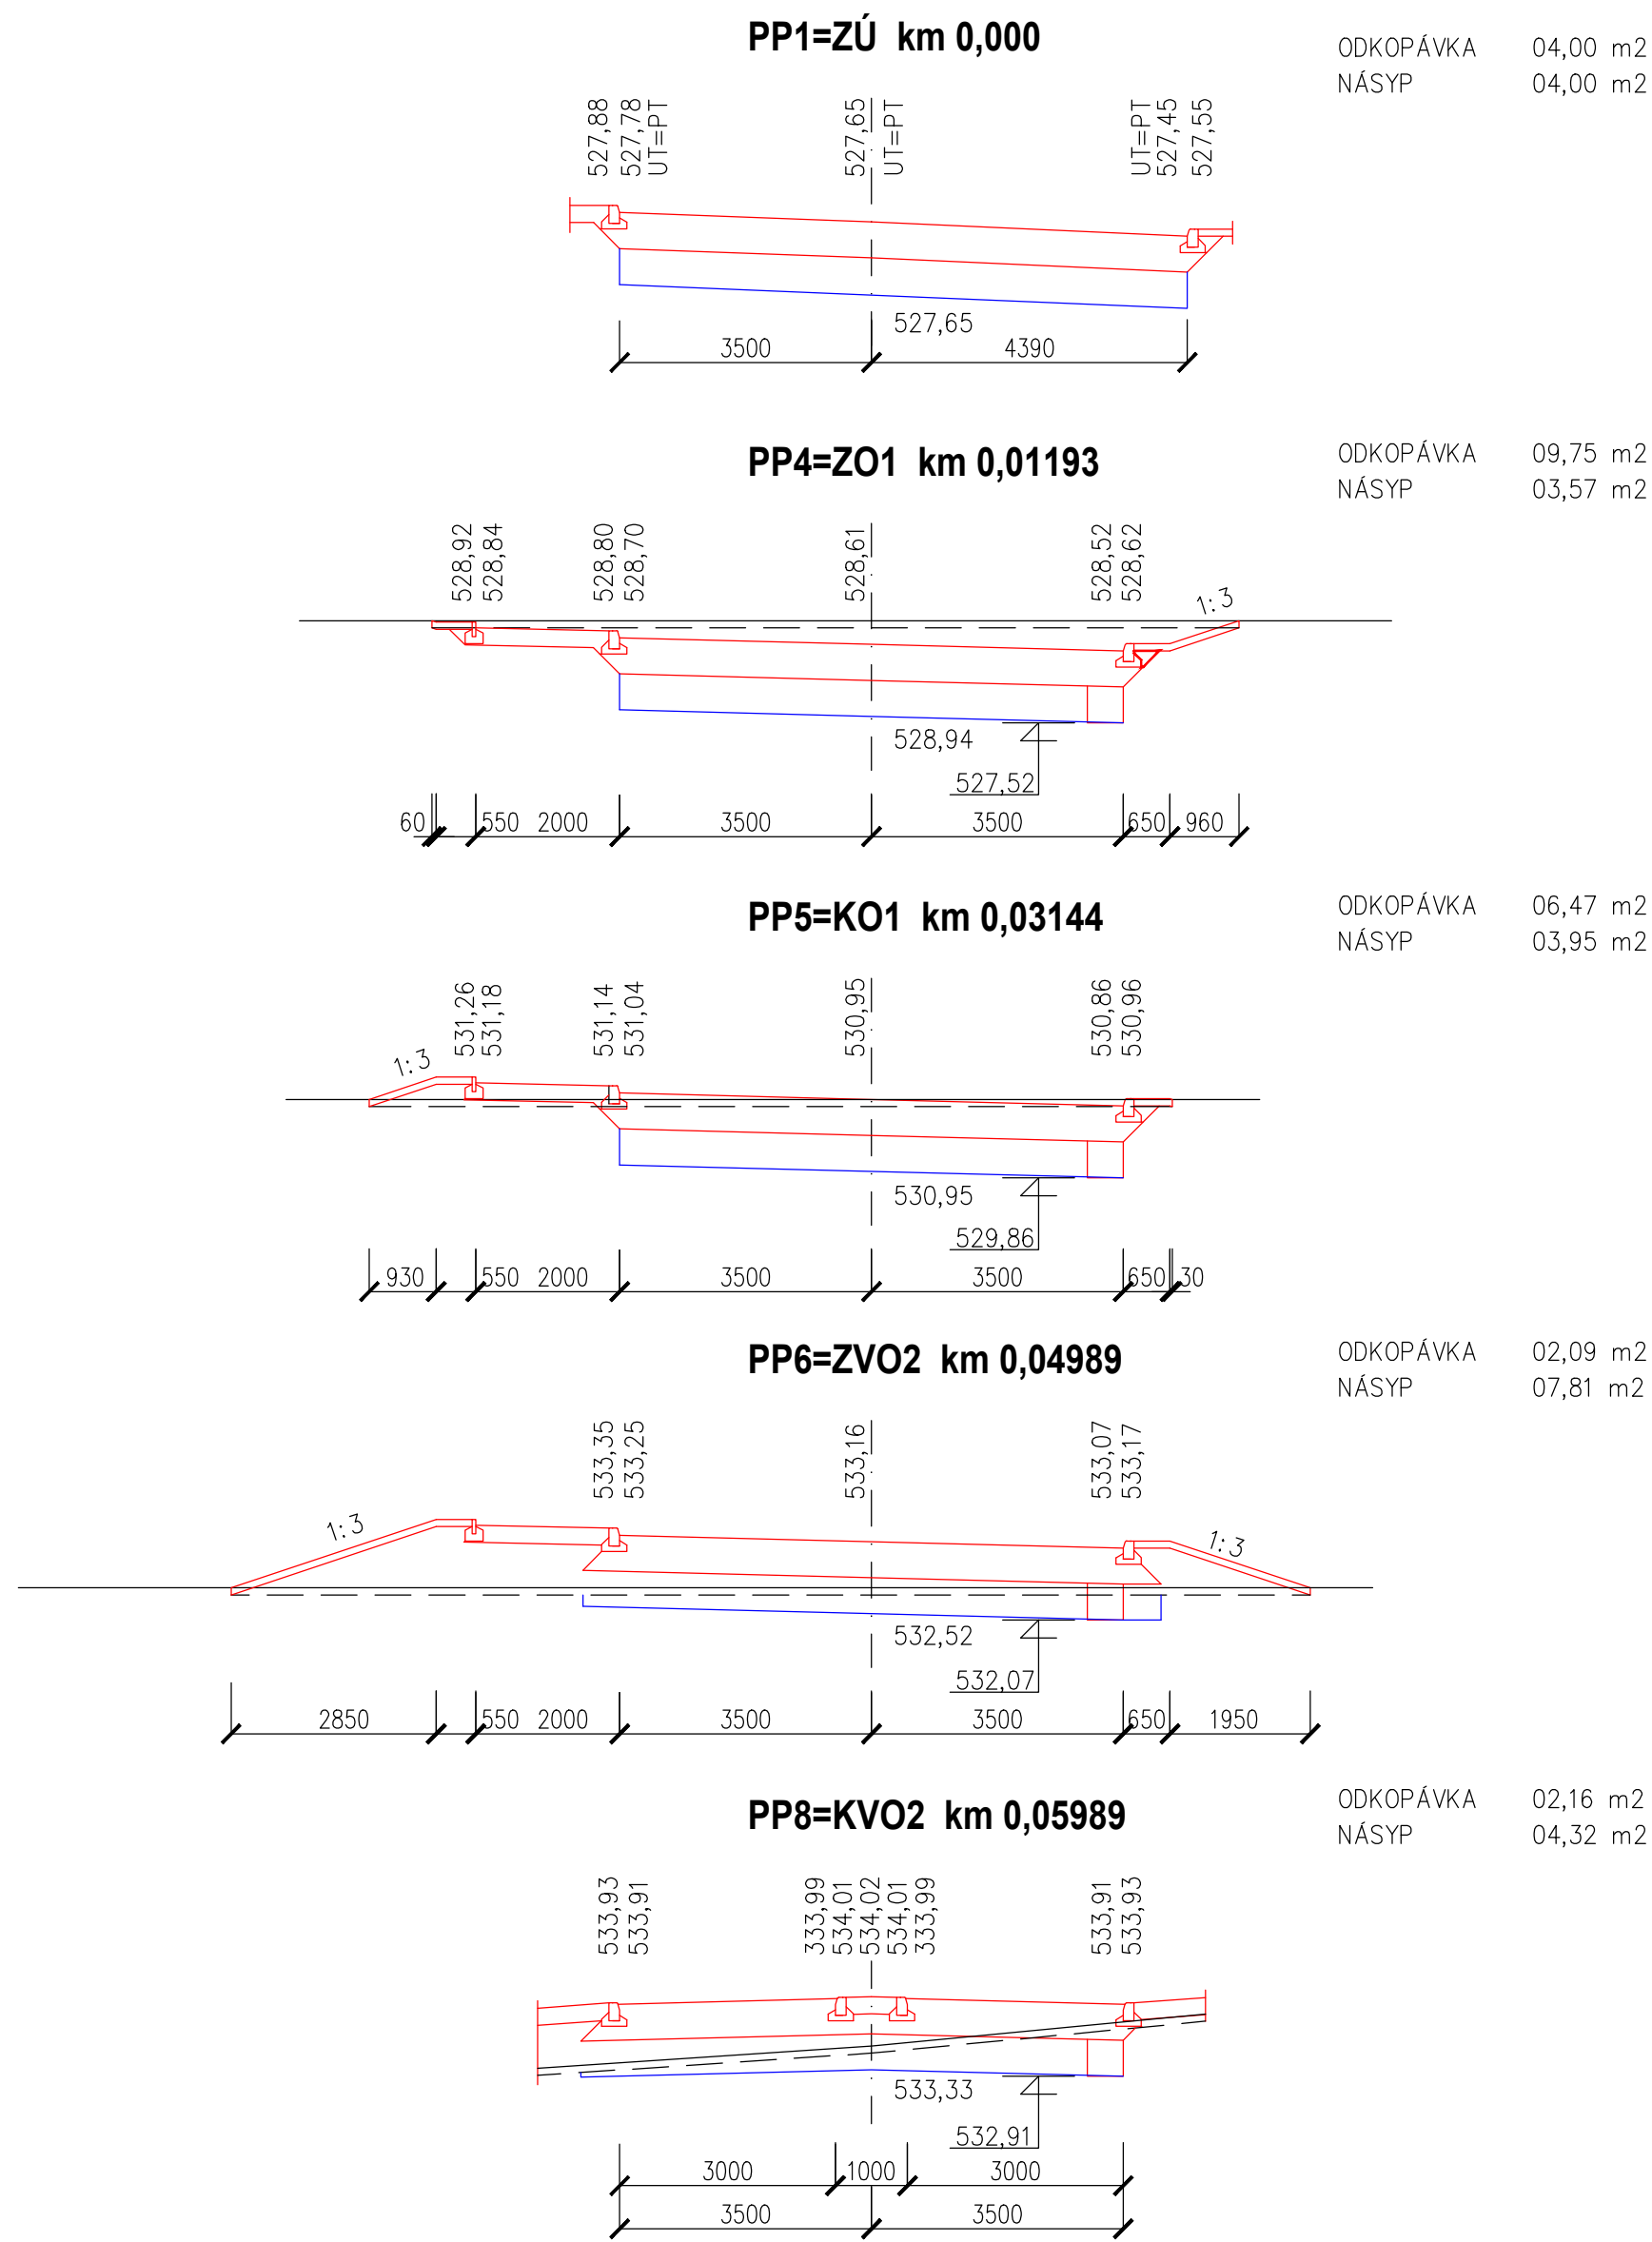 PP1=ZÚ km 0,000
ODKOPÁVKA 04,00 m2
NÁSYP 04,00 m2
527,88
527,78
UT=PT
527,65
UT=PT
UT=PT
527,45
527,55
527,65
3500 4390
PP4=ZO1 km 0,01193
ODKOPÁVKA 09,75 m2
NÁSYP 03,57 m2
528,92
528,84
528,80
528,70
528,61
528,52
528,62
1:3
528,94
527,52
60 550 2000 3500 3500 650 960
PP5=KO1 km 0,03144
ODKOPÁVKA 06,47 m2
NÁSYP 03,95 m2
531,26
531,18
531,14
531,04
530,95
530,86
530,96
1:3
530,95
529,86
930 550 2000 3500 3500 650 30
PP6=ZVO2 km 0,04989
ODKOPÁVKA 02,09 m2
NÁSYP 07,81 m2
533,35
533,25
533,16
533,07
533,17
1:3
1:3
532,52
532,07
2850 550 2000 3500 3500 650 1950
PP8=KVO2 km 0,05989
ODKOPÁVKA 02,16 m2
NÁSYP 04,32 m2
533,93
533,91
333,99
534,01
534,02
534,01
333,99
533,91
533,93
533,33
532,91
3000 1000 3000
3500 3500